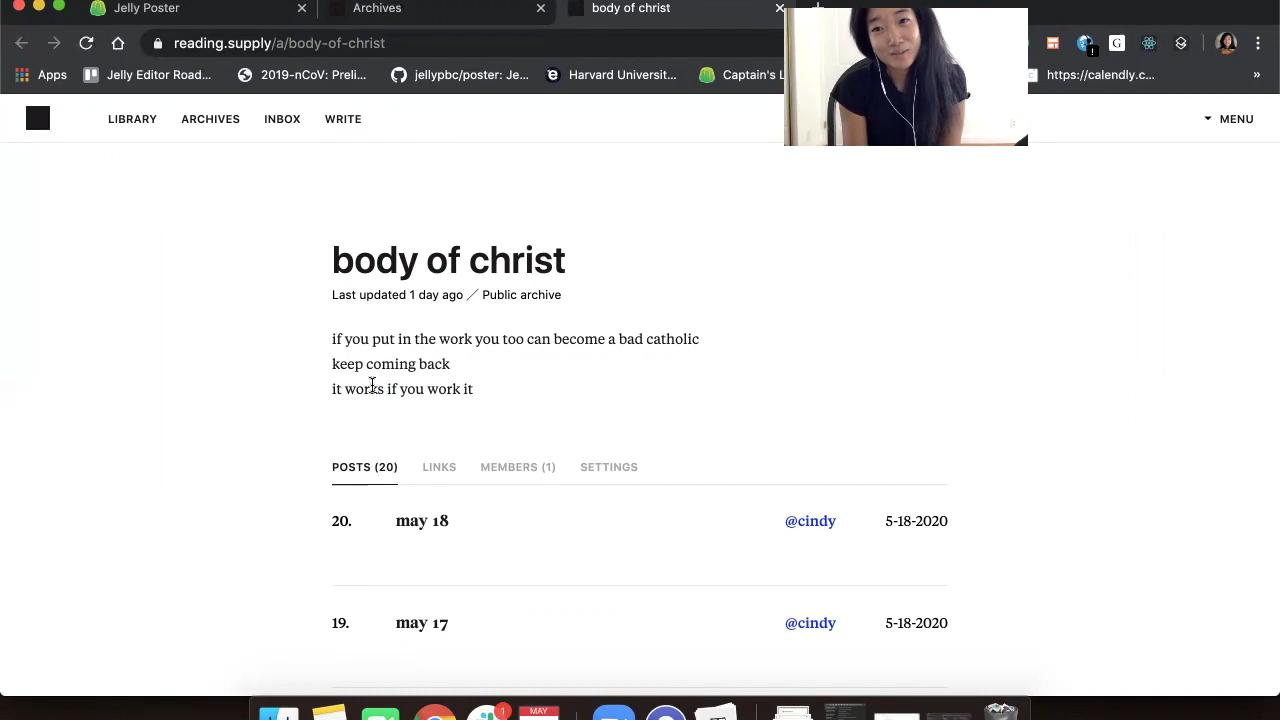 Jelly Poster
Archives
body of christ
reading.supply/a/body-of-christ
Apps
Jelly Editor Road...
2019-nCoV: Preli...
jellypbc/poster: Je...
Harvard Universit...
Captain's L
https://calendly.c...
»
LIBRARY ARCHIVES INBOX WRITE MENU
body of christ
Last updated 1 day ago ⁄ Public archive
if you put in the work you too can become a bad catholic
keep coming back
it works if you work it
POSTS (20) LINKS MEMBERS (1) SETTINGS
20. may 18 @cindy 5-18-2020
19. may 17 @cindy 5-18-2020
1
MAY